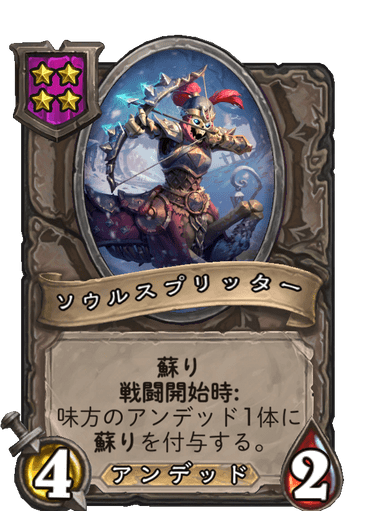 ソウルスプリッター
蘇り
戦闘開始時:
味方のアンデッド1体に
蘇りを付与する。
4
アンデッド
2